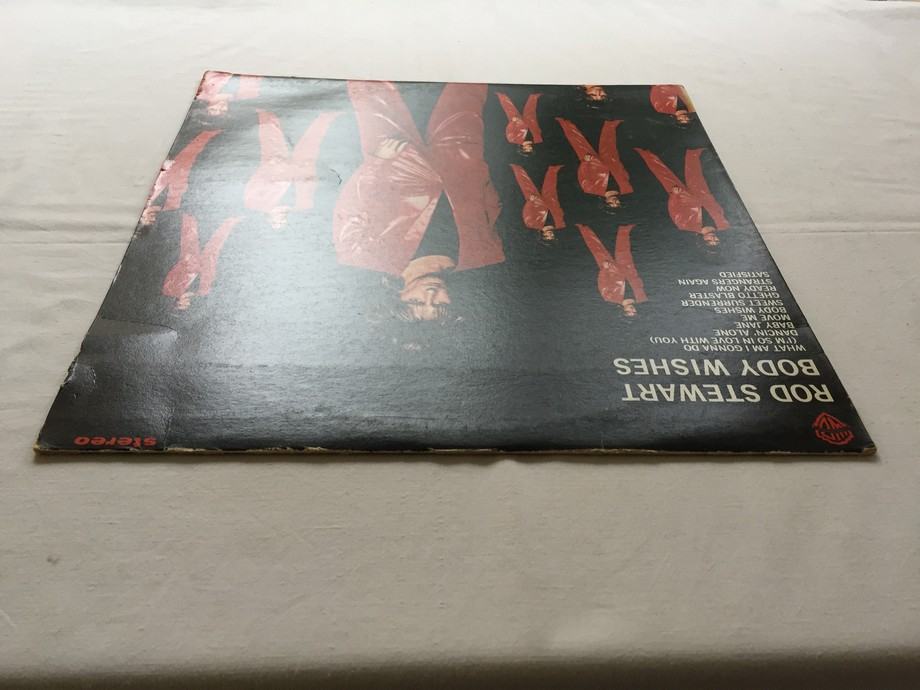 stereo
ROD STEWART
BODY WISHES
WHAT AM I GONNA DO
(I'M SO IN LOVE WITH YOU)
DANCIN' ALONE
BABY JANE
MOVE ME
BODY WISHES
SWEET SURRENDER
GHETTO BLASTER
READY NOW
STRANGERS AGAIN
SATISFIED